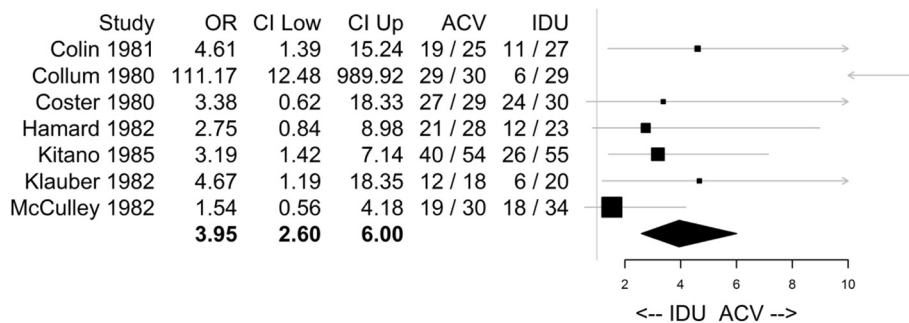 Study OR CI Low CI Up ACV IDU
Colin 1981 4.61 1.39 15.24 19 / 25 11 / 27
Collum 1980 111.17 12.48 989.92 29 / 30 6 / 29
Coster 1980 3.38 0.62 18.33 27 / 29 24 / 30
Hamard 1982 2.75 0.84 8.98 21 / 28 12 / 23
Kitano 1985 3.19 1.42 7.14 40 / 54 26 / 55
Klauber 1982 4.67 1.19 18.35 12 / 18 6 / 20
McCulley 1982 1.54 0.56 4.18 19 / 30 18 / 34
3.95 2.60 6.00
2 4 6 8 10
<-- IDU ACV -->